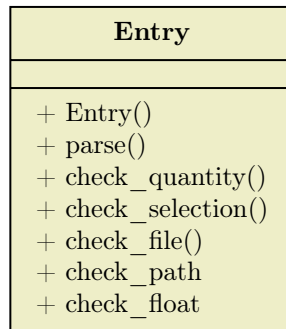 Entry
+ Entry()
+ parse()
+ check_quantity()
+ check_selection()
+ check_file()
+ check_path
+ check_float